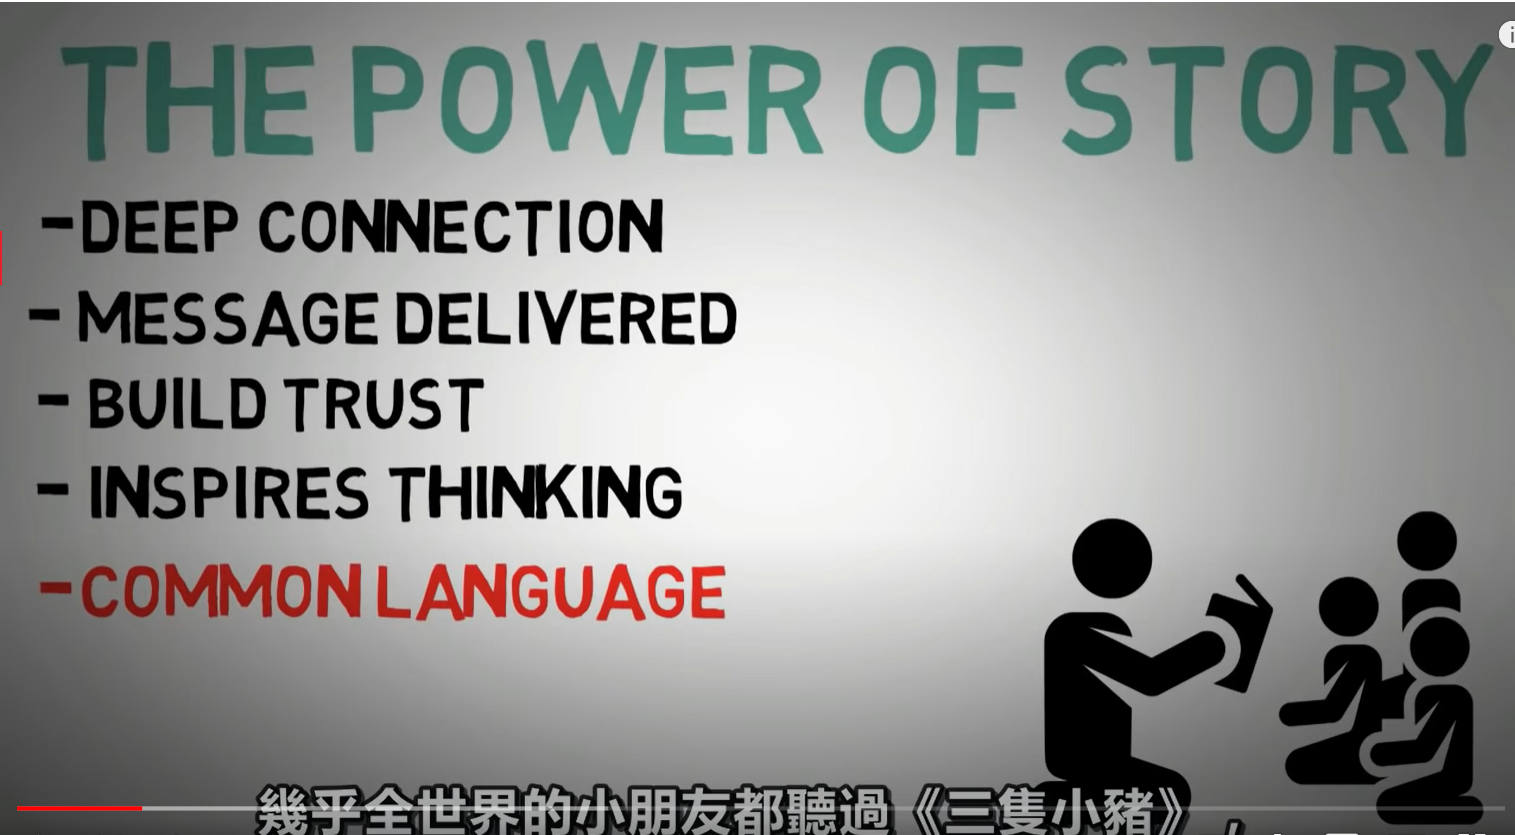 THE POWER OF STORY
-DEEP CONNECTION
- MESSAGE DELIVERED
- BUILD TRUST
- INSPIRES THINKING
-COMMON LANGUAGE
幾乎全世界的小朋友都聽過《三隻小豬》